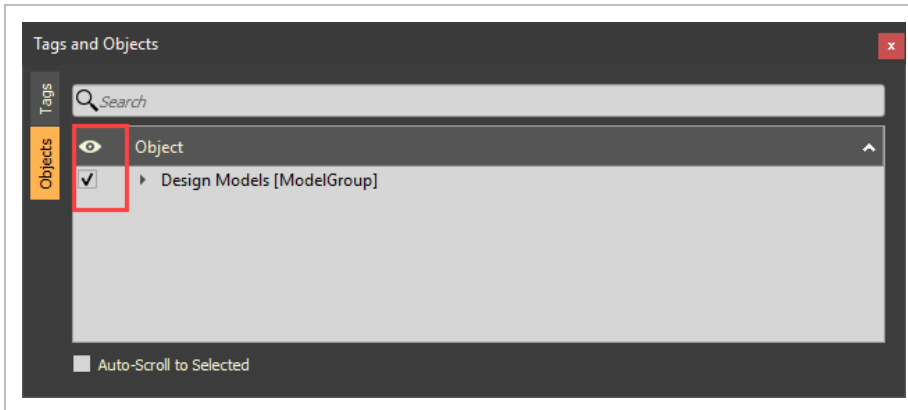 Tags and Objects
x
Tags
Search
Objects
Object
Design Models [ModelGroup]
Auto-Scroll to Selected